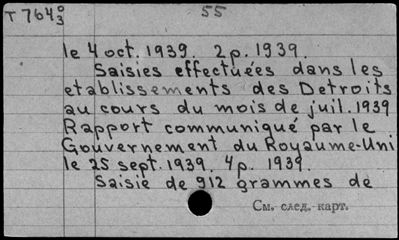 T 764 0/3 55
le 4 oct. 1939. 2p. 1939.
Saisies effectuées dans les
etablissements des Detroits
au cours du mois de juil. 1939
Rapport communiqué par le
Gouvernement du Royaume-Uni
le 25 sept. 1939. 4p. 1939.
Saisie de 912 grammes de
См. след. карт.